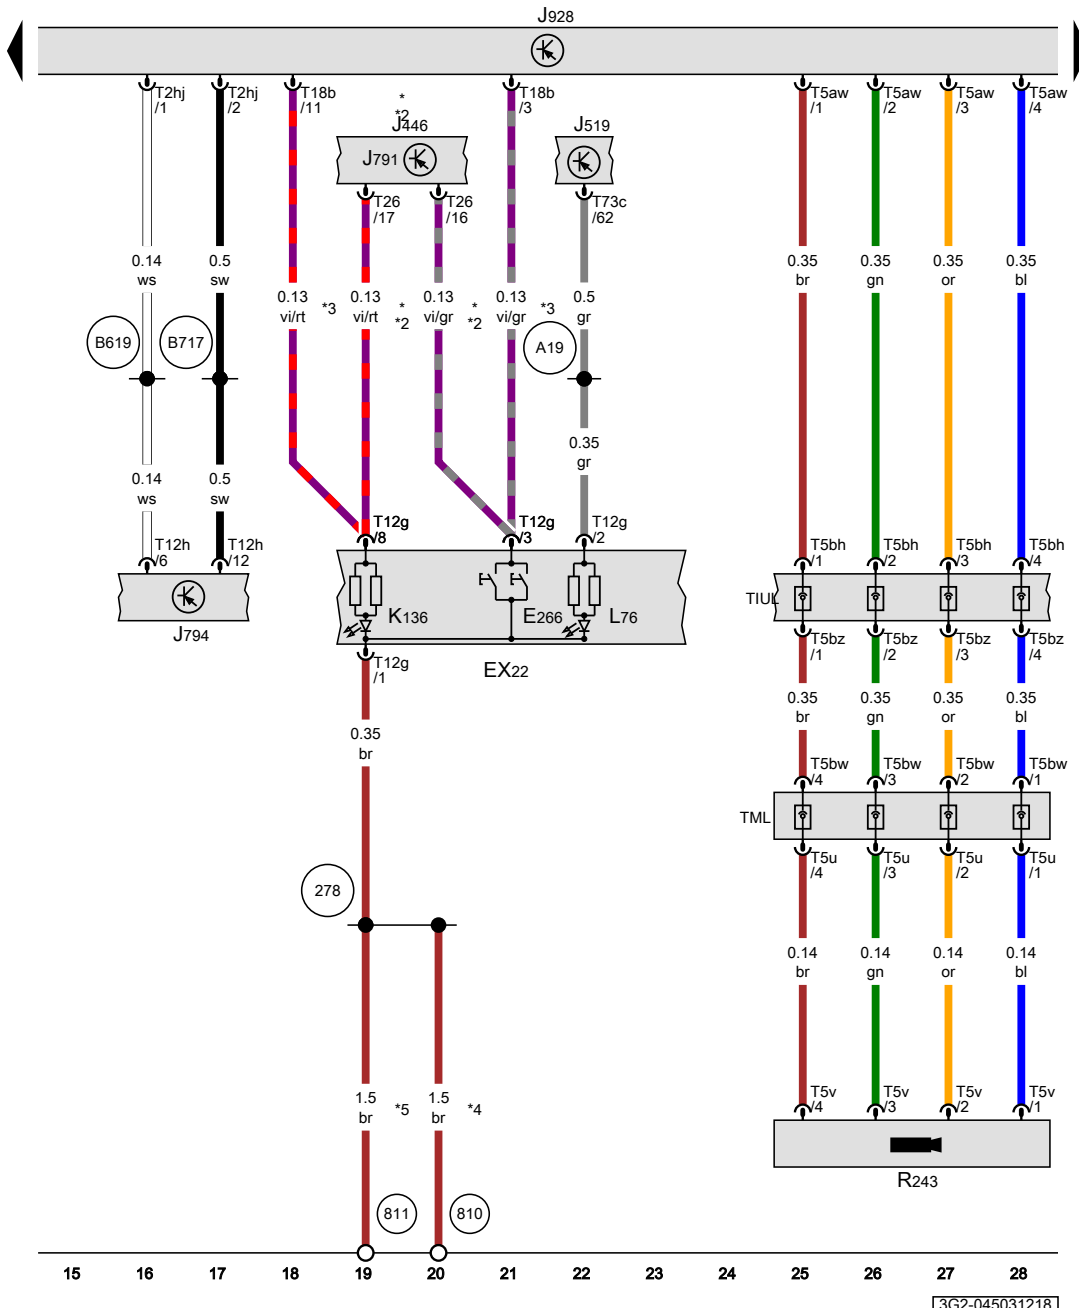 J928
T2hj
/1
T2hj
/2
T18b
/11
*
*2
T18b
/3
T5aw
/1
T5aw
/2
T5aw
/3
T5aw
/4
J446
J791
J519
T26
/17
T26
/16
T73c
/62
0.14
ws
0.5
sw
0.13
vi/rt
*3
0.13
vi/rt
*
*2
0.13
vi/gr
*
*2
0.13
vi/gr
*3
0.5
gr
0.35
br
0.35
gn
0.35
or
0.35
bl
B619
B717
A19
0.14
ws
0.5
sw
0.35
gr
T12h
/6
T12h
/12
T12g
/8
T12g
/3
T12g
/2
T5bh
/1
T5bh
/2
T5bh
/3
T5bh
/4
J794
K136
E266
L76
TIUL
T12g
/1
EX22
T5bz
/1
T5bz
/2
T5bz
/3
T5bz
/4
0.35
br
0.35
br
0.35
gn
0.35
or
0.35
bl
T5bw
/4
T5bw
/3
T5bw
/2
T5bw
/1
TML
T5u
/4
T5u
/3
T5u
/2
T5u
/1
278
0.14
br
0.14
gn
0.14
or
0.14
bl
1.5
br
*5
1.5
br
*4
T5v
/4
T5v
/3
T5v
/2
T5v
/1
R243
811
810
15 16 17 18 19 20 21 22 23 24 25 26 27 28
3G2-045031218